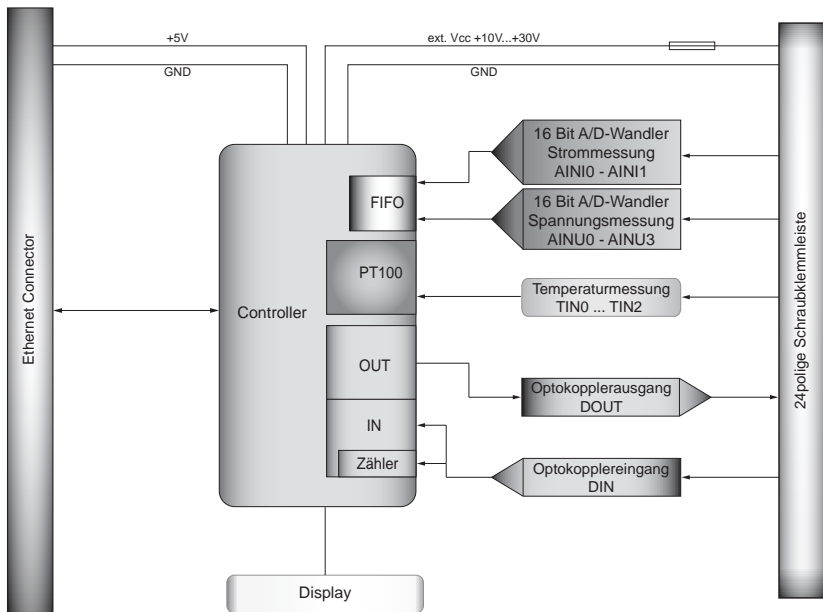 +5V
ext. Vcc +10V...+30V
GND
GND
16 Bit A/D-Wandler
Strommessung
AINI0 - AINI1
FIFO
16 Bit A/D-Wandler
Spannungsmessung
AINU0 - AINU3
PT100
Temperaturmessung
TIN0 ... TIN2
Ethernet Connector
Controller
24polige Schraubklemmleiste
OUT
Optokopplerausgang
DOUT
IN
Zähler
Optokopplereingang
DIN
Display